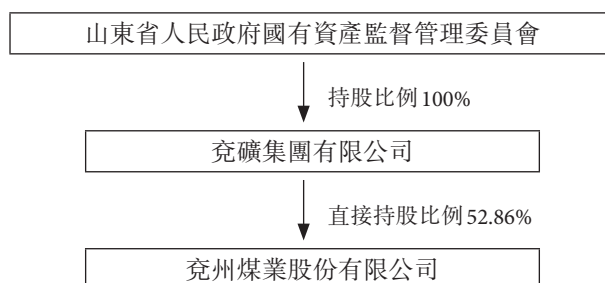 山東省人民政府國有資產監督管理委員會
持股比例100%
兗礦集團有限公司
直接持股比例52.86%
兗州煤業股份有限公司